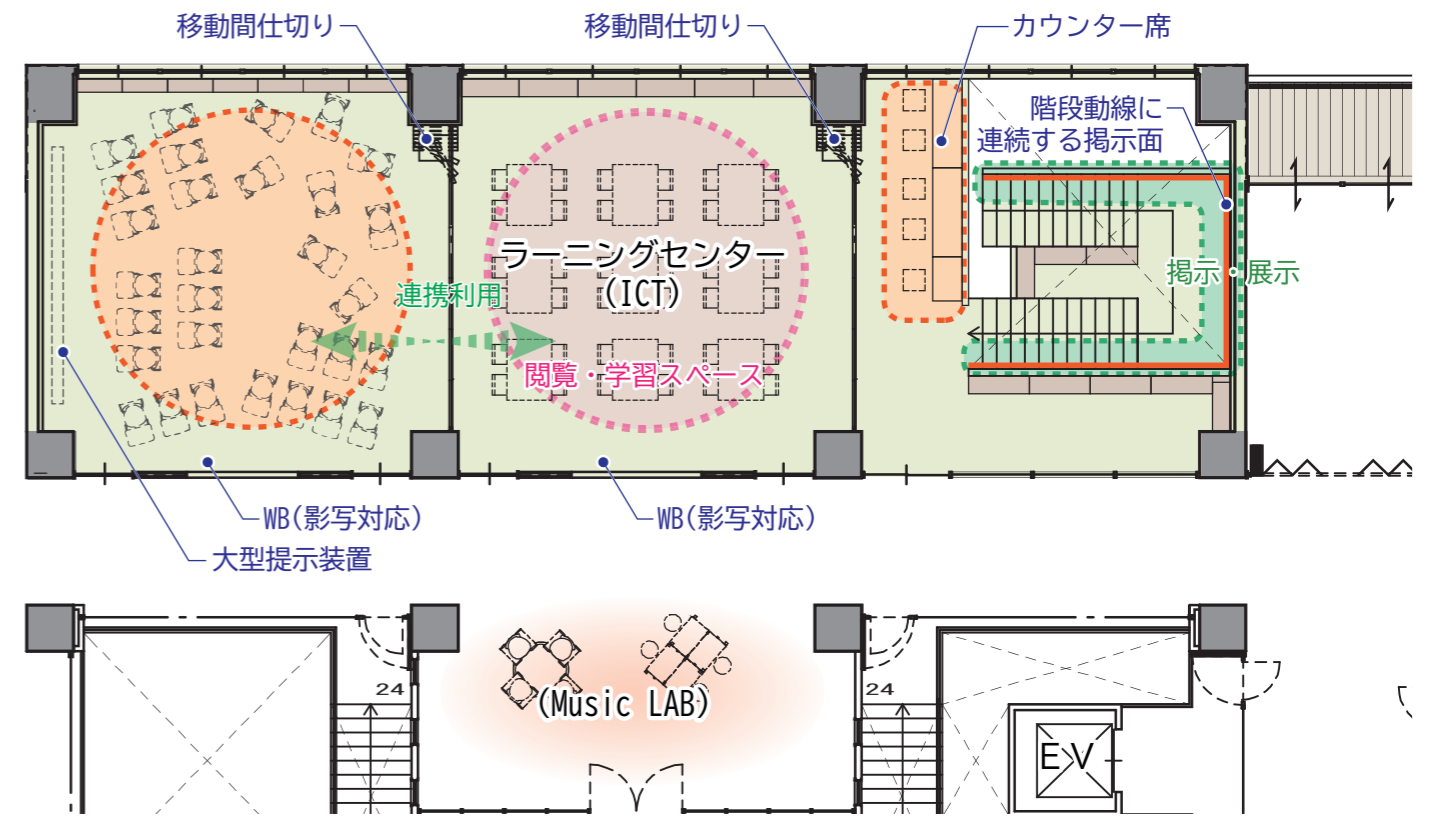 移動間仕切り
移動間仕切り
カウンター席
階段動線に
連続する掲示面
ラーニングセンター
(ICT)
連携利用
掲示・展示
閲覧・学習スペース
WB(影写対応)
WB(影写対応)
大型提示装置
24
(Music LAB)
24
EV